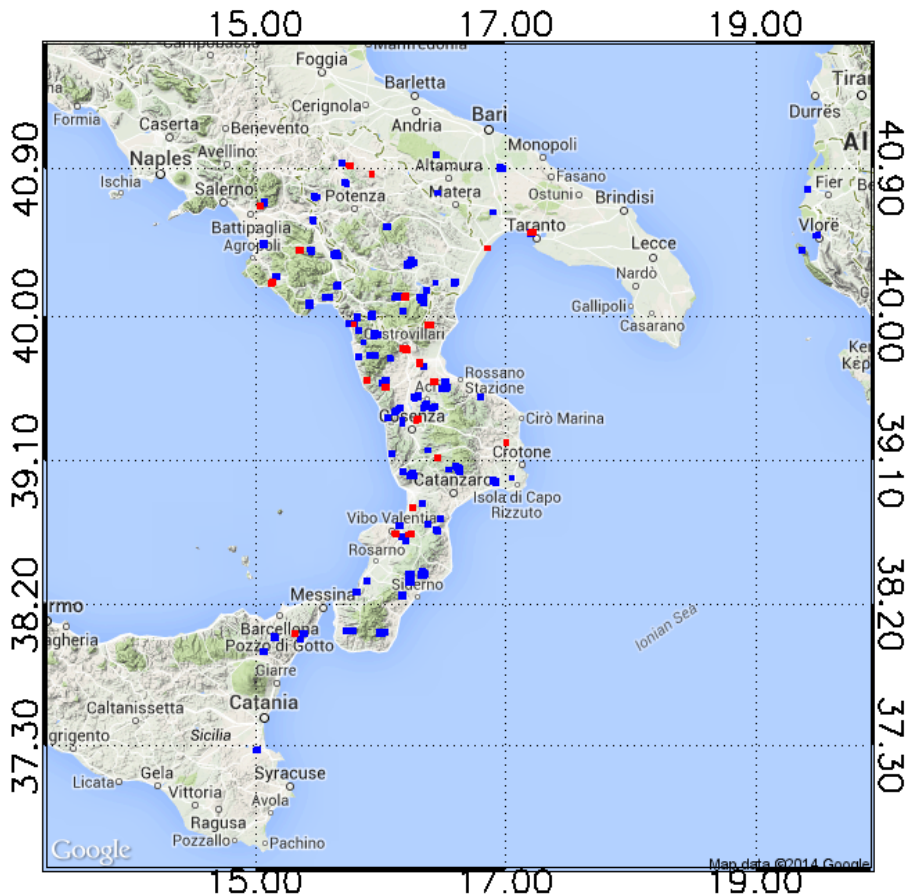 15.00 17.00 19.00
Campobasso
Manfredonia
Foggia
Tiran
Barletta
Durrës
Formia
Cerignola
Caserta
Benevento
Andria
Bari
Al
Naples
Avellino
Monopoli
40.90
40.90
Altamura
Ischia
Salerno
Fasano
Fier
Potenza
Matera
Ostuni
Brindisi
Battipaglia
Taranto
Vlorë
Agropoli
Lecce
Nardò
Gallipoli
40.00
40.00
Casarano
Castrovillari
Rossano
Stazione
Cosenza
Cirò Marina
39.10
39.10
Crotone
Catanzaro
Isola di Capo
Rizzuto
Vibo Valentia
Rosarno
Siderno
38.20
38.20
Messina
rmo
Barcellona
Pozzo di Gotto
agheria
Ionian Sea
Giarre
Catania
Caltanissetta
37.30
37.30
grigento
Sicilia
Licata
Gela
Syracuse
Vittoria
Avola
Ragusa
Pozzallo
Pachino
Google
Map data ©2014 Google
15.00 17.00 19.00